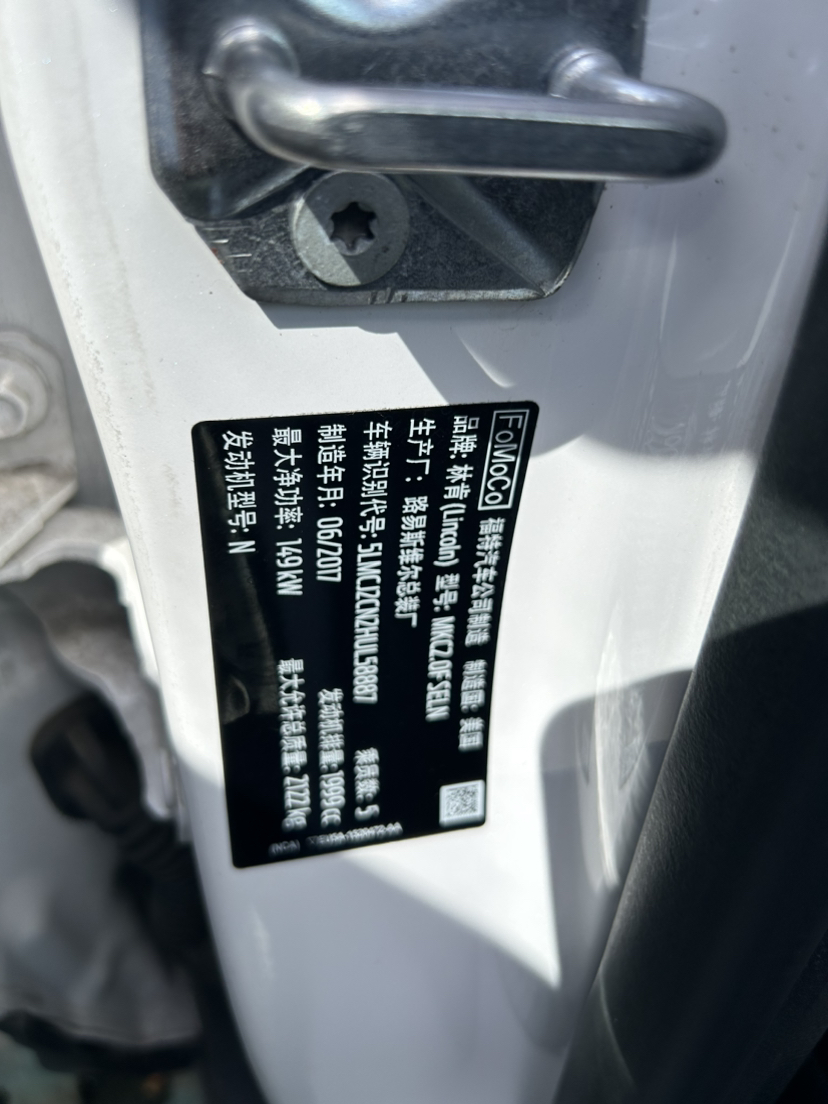 FoMoCo 福特汽车公司制造 制造国: 美国
品牌: 林肯 (Lincoln) 型号: MKC2.0FSELN
生产厂: 路易斯维尔总装厂
车辆识别代号: 5LMCJ2CN2HUL58887 乘员数: 5
制造年月: 06/2017 发动机排量: 1999 cc
最大净功率: 149 kW 最大允许总质量: 2122 kg
发动机型号: N